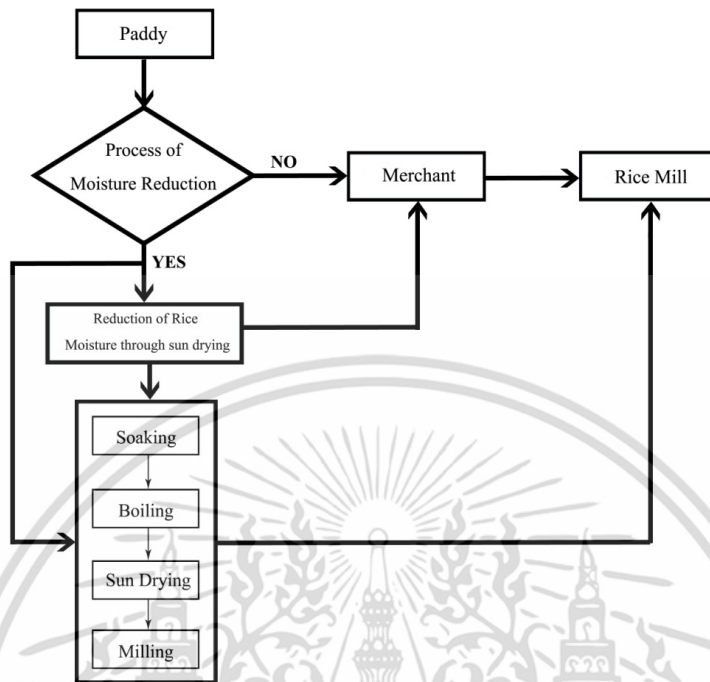 Paddy
Process of
Moisture Reduction
NO
Merchant
Rice Mill
YES
Reduction of Rice
Moisture through sun drying
Soaking
Boiling
Sun Drying
Milling